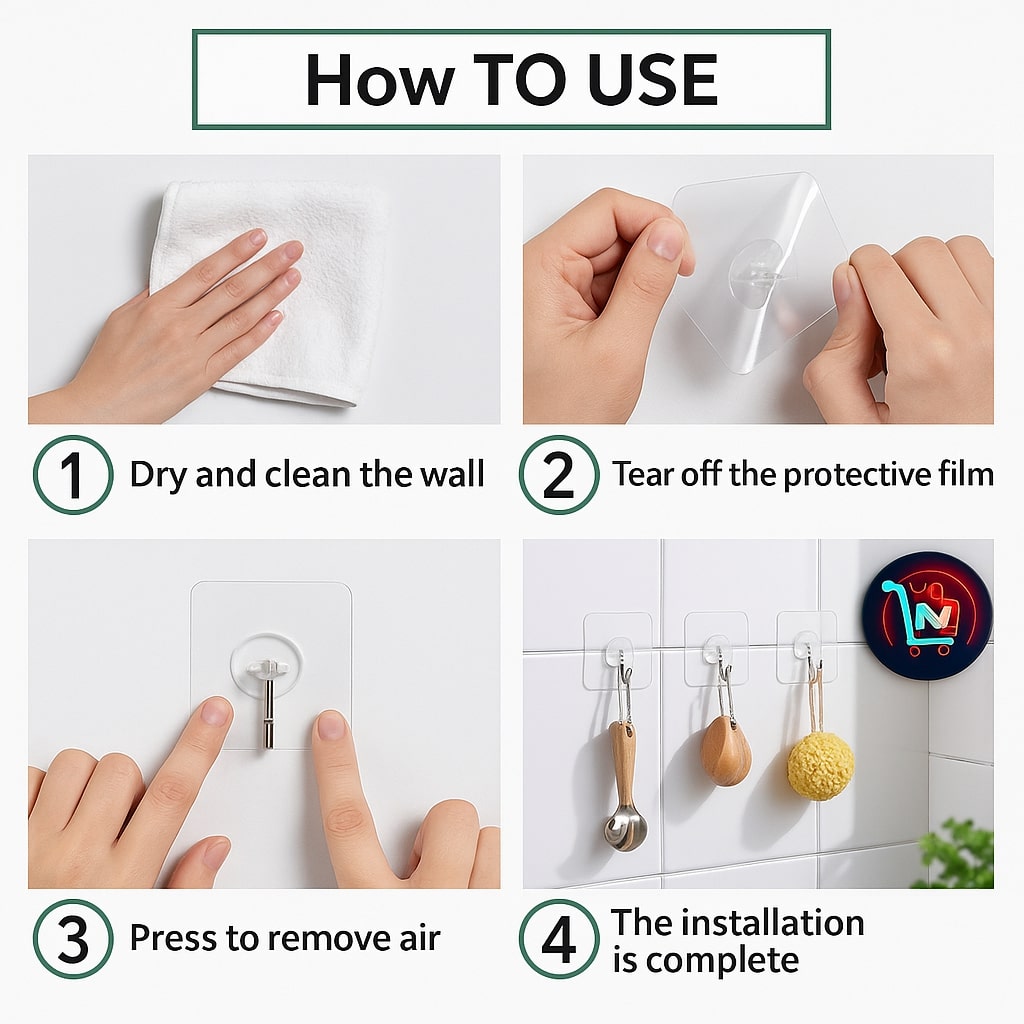 How TO USE
1 Dry and clean the wall
2 Tear off the protective film
3 Press to remove air
4 The installation
is complete
N